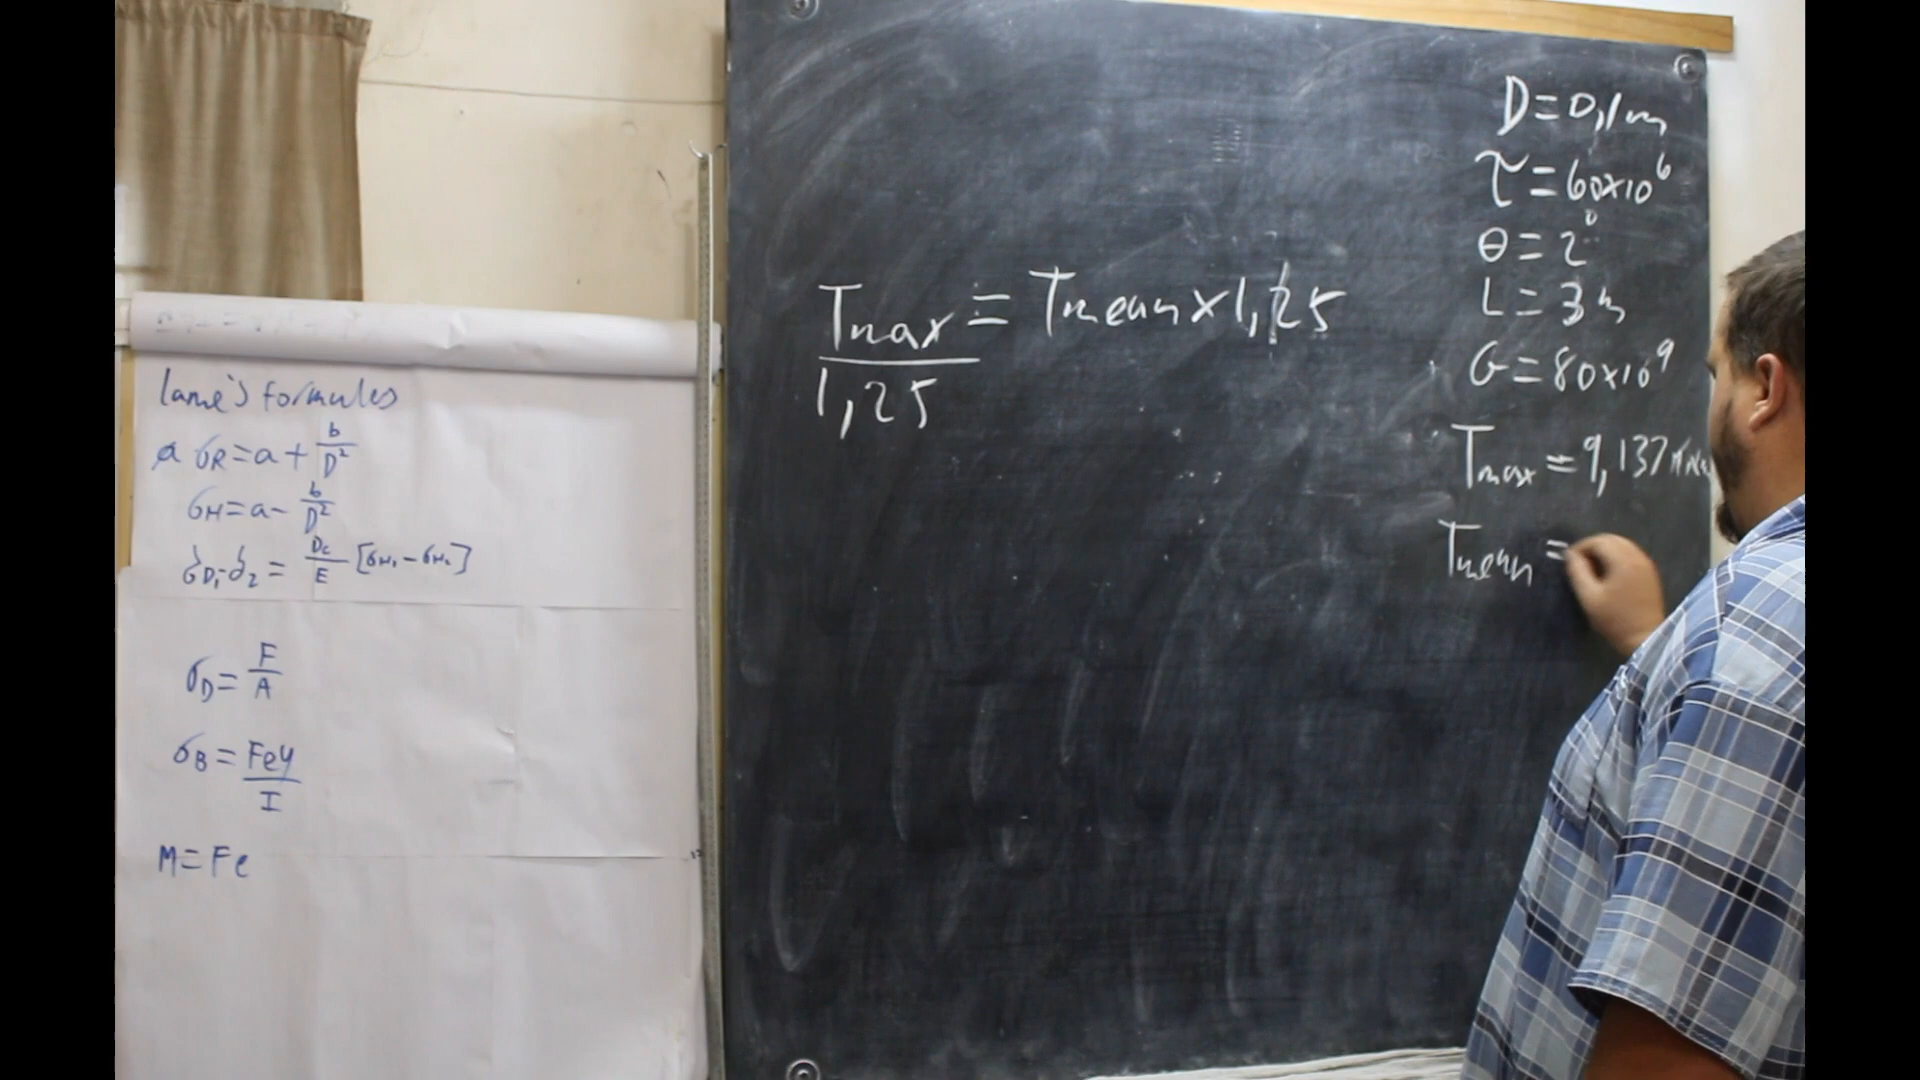 lame's formules
σR=a+b/D²
σH=a-b/D²
δD₁-δ₂=Dc/E[σH₁-σH₂]
σD=F/A
σB=Fey/I
M=Fe
Tmax/1,25=Tmean×1,25
D=0,1m
τ=60×10⁶
θ=2°
L=3m
G=80×10⁹
Tmax=9,137
Tmean=